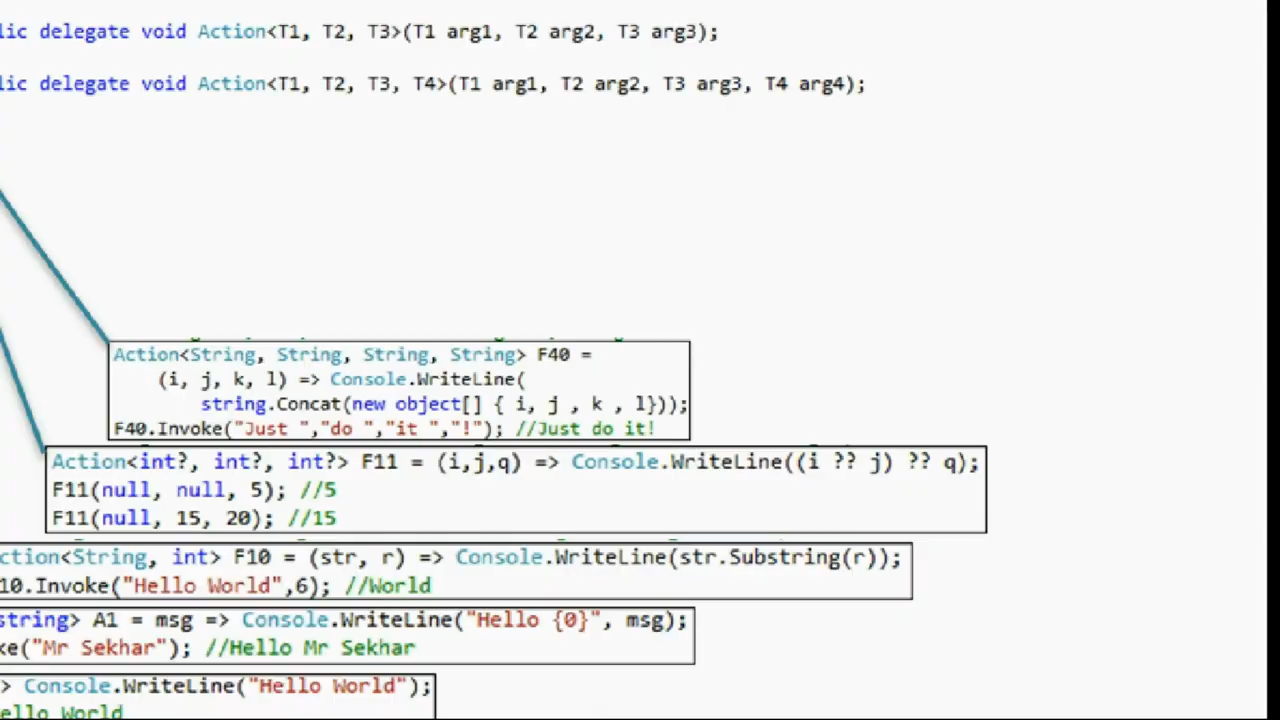 lic delegate void Action<T1, T2, T3>(T1 arg1, T2 arg2, T3 arg3);
lic delegate void Action<T1, T2, T3, T4>(T1 arg1, T2 arg2, T3 arg3, T4 arg4);
Action<String, String, String, String> F40 =
(i, j, k, l) => Console.WriteLine(
string.Concat(new object[] { i, j , k , l}));
F40.Invoke("Just ","do ","it ","!"); //Just do it!
Action<int?, int?, int?> F11 = (i,j,q) => Console.WriteLine((i ?? j) ?? q);
F11(null, null, 5); //5
F11(null, 15, 20); //15
ction<String, int> F10 = (str, r) => Console.WriteLine(str.Substring(r));
10.Invoke("Hello World",6); //World
string> A1 = msg => Console.WriteLine("Hello {0}", msg);
ke("Mr Sekhar"); //Hello Mr Sekhar
> Console.WriteLine("Hello World");
ello World